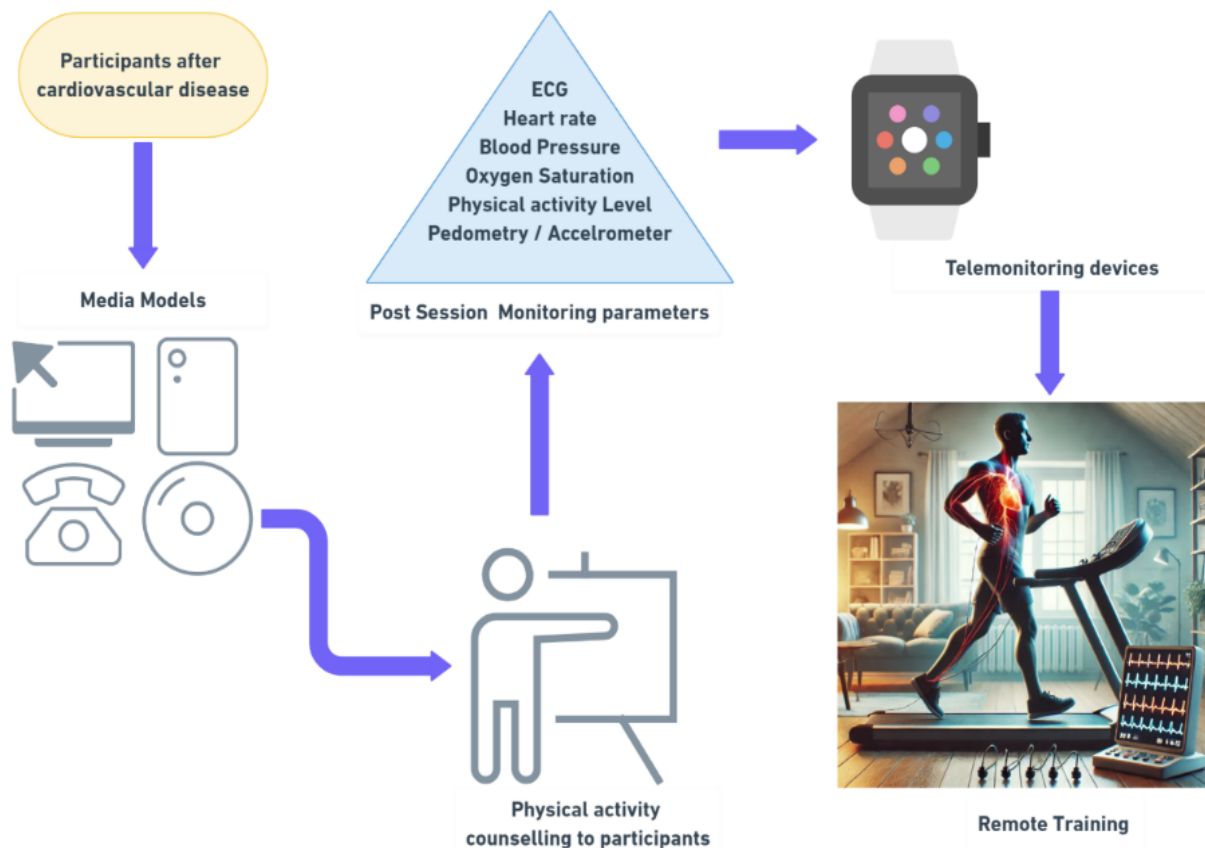 Participants after
cardiovascular disease
Media Models
Physical activity
counselling to participants
ECG
Heart rate
Blood Pressure
Oxygen Saturation
Physical activity Level
Pedometry / Accelrometer
Post Session Monitoring parameters
Telemonitoring devices
Remote Training